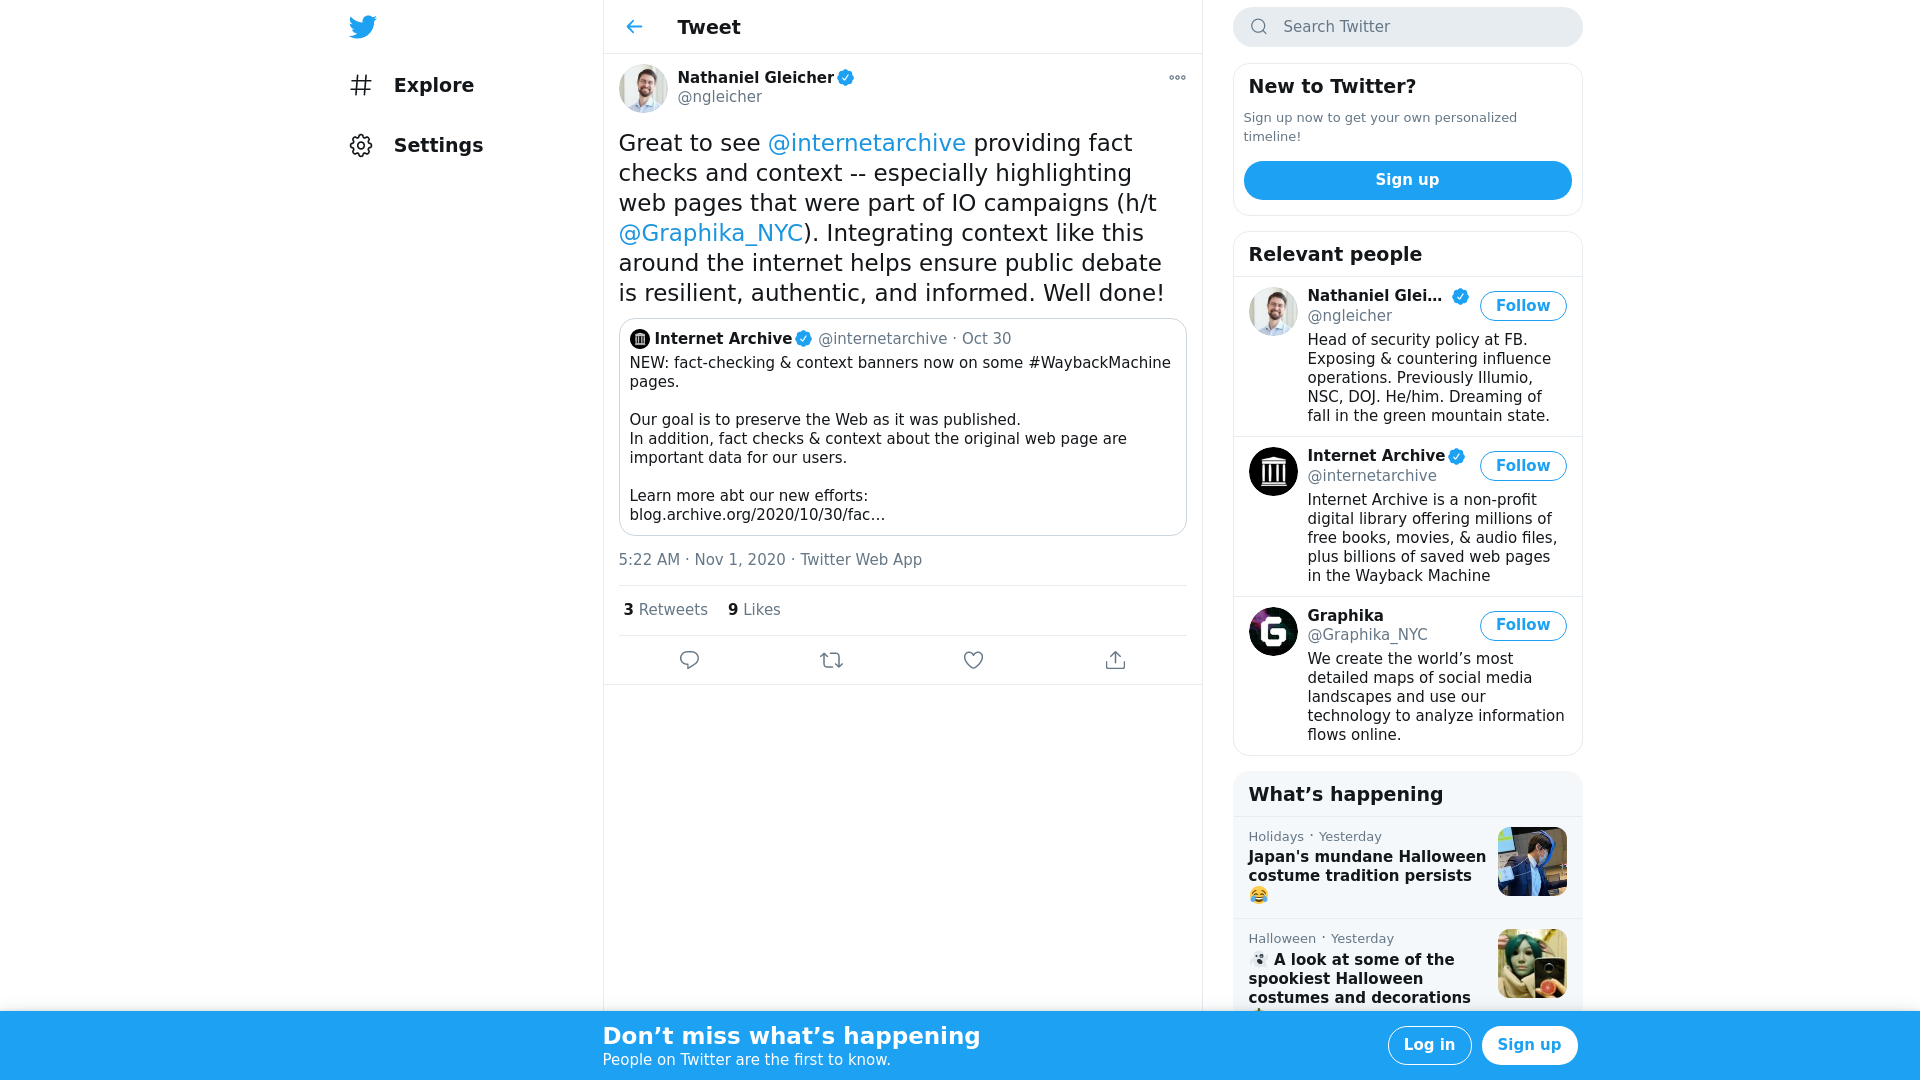 Explore
Settings
Tweet
Nathaniel Gleicher
@ngleicher
Great to see @internetarchive providing fact
checks and context -- especially highlighting
web pages that were part of IO campaigns (h/t
@Graphika_NYC). Integrating context like this
around the internet helps ensure public debate
is resilient, authentic, and informed. Well done!
Internet Archive @internetarchive · Oct 30
NEW: fact-checking & context banners now on some #WaybackMachine
pages.
Our goal is to preserve the Web as it was published.
In addition, fact checks & context about the original web page are
important data for our users.
Learn more abt our new efforts:
blog.archive.org/2020/10/30/fac…
5:22 AM · Nov 1, 2020 · Twitter Web App
3 Retweets 9 Likes
Search Twitter
New to Twitter?
Sign up now to get your own personalized
timeline!
Sign up
Relevant people
Nathaniel Glei…
@ngleicher
Follow
Head of security policy at FB.
Exposing & countering influence
operations. Previously Illumio,
NSC, DOJ. He/him. Dreaming of
fall in the green mountain state.
Internet Archive
@internetarchive
Follow
Internet Archive is a non-profit
digital library offering millions of
free books, movies, & audio files,
plus billions of saved web pages
in the Wayback Machine
Graphika
@Graphika_NYC
Follow
We create the world’s most
detailed maps of social media
landscapes and use our
technology to analyze information
flows online.
What’s happening
Holidays · Yesterday
Japan's mundane Halloween
costume tradition persists
😂
Halloween · Yesterday
👻 A look at some of the
spookiest Halloween
costumes and decorations
Don’t miss what’s happening
People on Twitter are the first to know.
Log in
Sign up